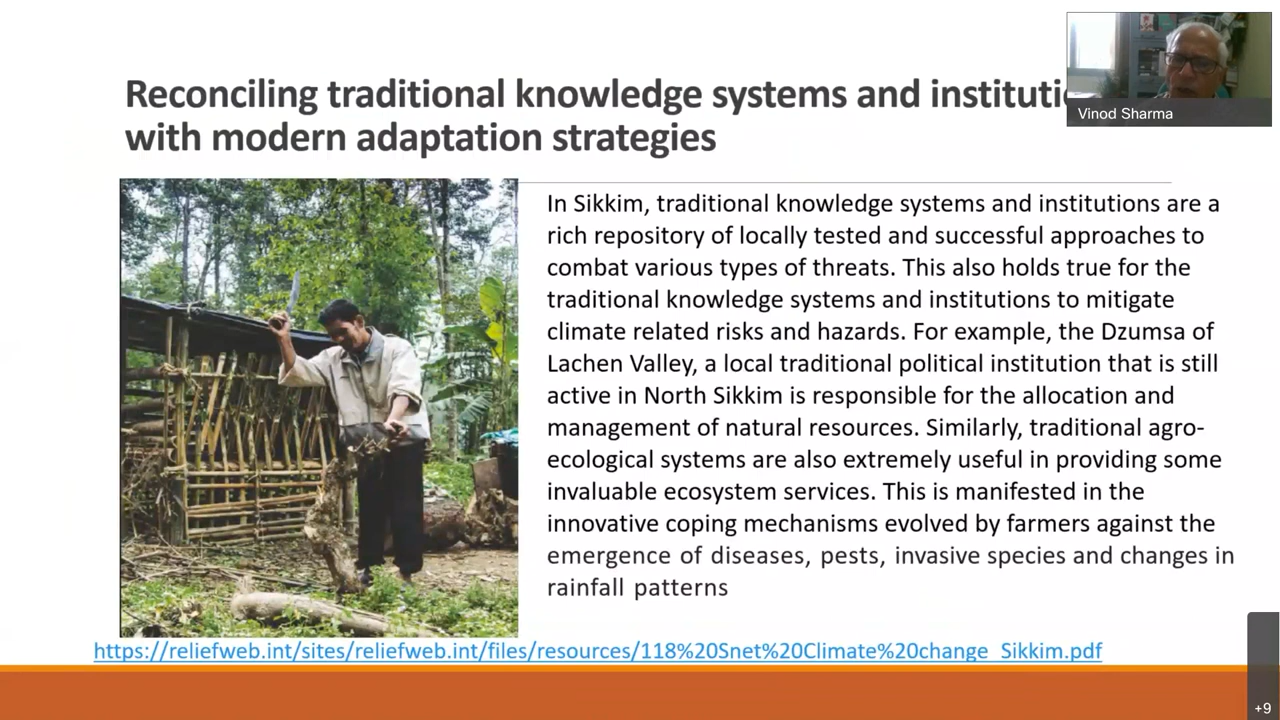 Reconciling traditional knowledge systems and instituti
with modern adaptation strategies
Vinod Sharma
In Sikkim, traditional knowledge systems and institutions are a
rich repository of locally tested and successful approaches to
combat various types of threats. This also holds true for the
traditional knowledge systems and institutions to mitigate
climate related risks and hazards. For example, the Dzumsa of
Lachen Valley, a local traditional political institution that is still
active in North Sikkim is responsible for the allocation and
management of natural resources. Similarly, traditional agro-
ecological systems are also extremely useful in providing some
invaluable ecosystem services. This is manifested in the
innovative coping mechanisms evolved by farmers against the
emergence of diseases, pests, invasive species and changes in
rainfall patterns
https://reliefweb.int/sites/reliefweb.int/files/resources/118%20Snet%20Climate%20change_Sikkim.pdf
+9